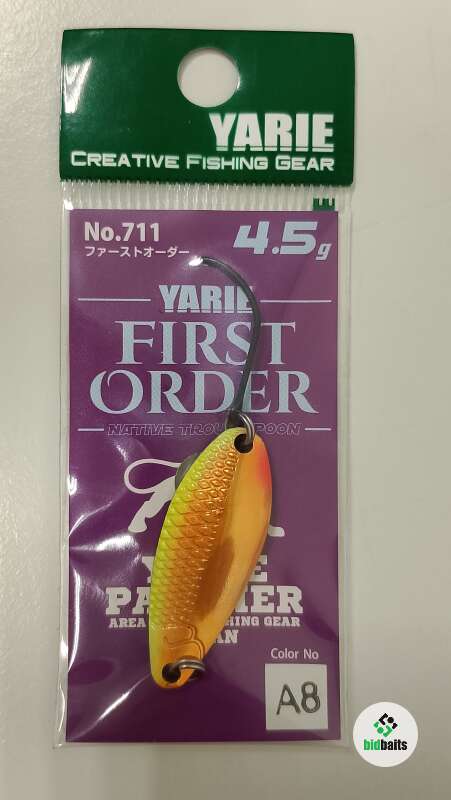 YARIE
CREATIVE FISHING GEAR
No.711
ファーストオーダー
4.5g
YARIE
FIRST
ORDER
NATIVE TROUT SPOON
AREA
HING GEAR
Color No
A8
bidbaits